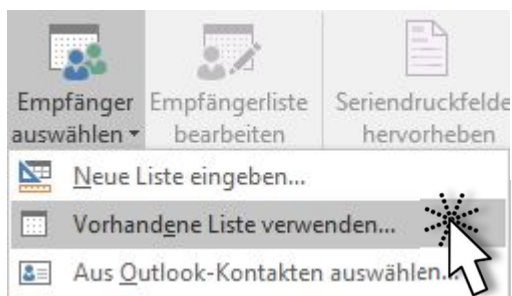 Empfänger Empfängerliste Seriendruckfelde
auswählen bearbeiten hervorheben
Neue Liste eingeben...
Vorhandene Liste verwenden...
Aus Outlook-Kontakten auswählen...